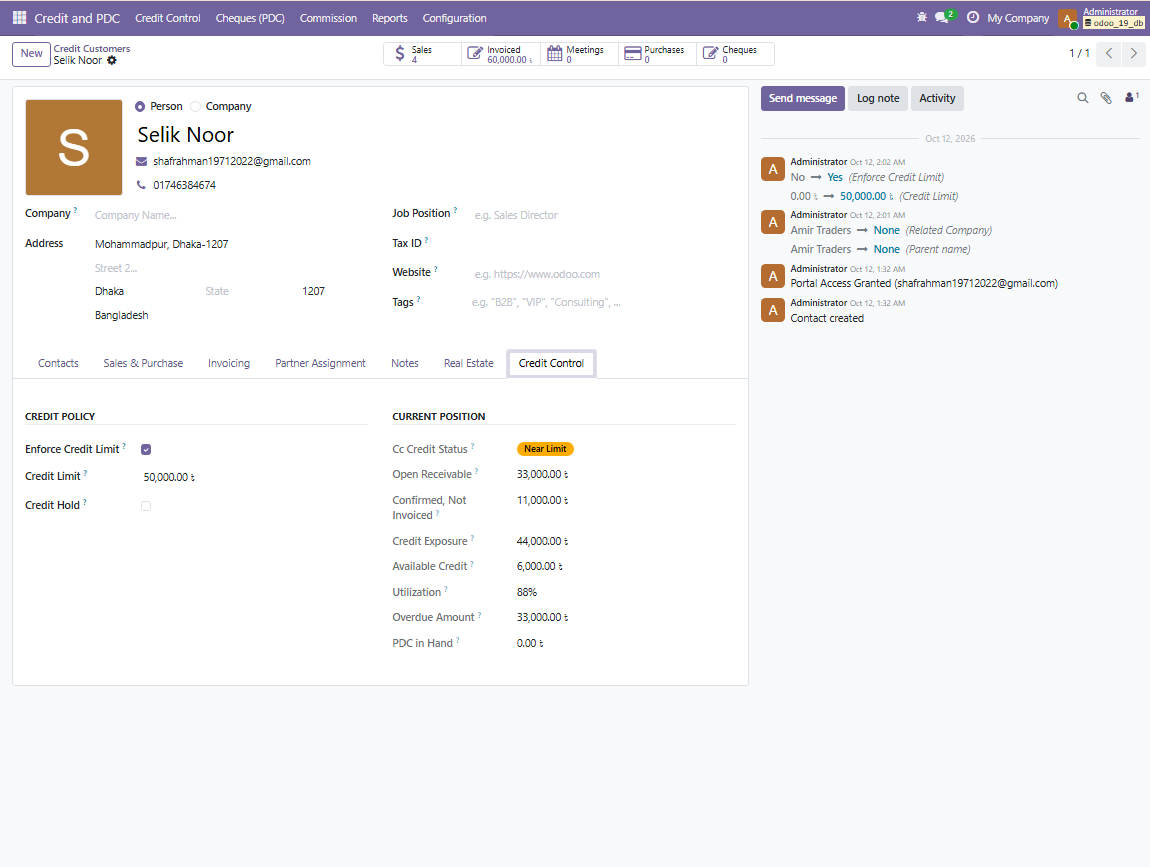 Credit and PDC Credit Control Cheques (PDC) Commission Reports Configuration 2 My Company A Administrator odoo_19_db
New Credit Customers Selik Noor
Sales 4 Invoiced 60,000.00 ৳ Meetings 0 Purchases 0 Cheques 0 1 / 1
S
Person Company
Selik Noor
shafrahman19712022@gmail.com
01746384674
Company ? Company Name... Job Position ? e.g. Sales Director
Address Mohammadpur, Dhaka-1207 Tax ID ?
Street 2... Website ? e.g. https://www.odoo.com
Dhaka State 1207 Tags ? e.g. "B2B", "VIP", "Consulting", ...
Bangladesh
Contacts Sales & Purchase Invoicing Partner Assignment Notes Real Estate Credit Control
CREDIT POLICY
Enforce Credit Limit ?
Credit Limit ? 50,000.00 ৳
Credit Hold ?
CURRENT POSITION
Cc Credit Status ? Near Limit
Open Receivable ? 33,000.00 ৳
Confirmed, Not
Invoiced ? 11,000.00 ৳
Credit Exposure ? 44,000.00 ৳
Available Credit ? 6,000.00 ৳
Utilization ? 88%
Overdue Amount ? 33,000.00 ৳
PDC in Hand ? 0.00 ৳
Send message Log note Activity 1
Oct 12, 2026
A Administrator Oct 12, 2:02 AM
No → Yes (Enforce Credit Limit)
0.00 ৳ → 50,000.00 ৳ (Credit Limit)
A Administrator Oct 12, 2:01 AM
Amir Traders → None (Related Company)
Amir Traders → None (Parent name)
A Administrator Oct 12, 1:32 AM
Portal Access Granted (shafrahman19712022@gmail.com)
A Administrator Oct 12, 1:32 AM
Contact created